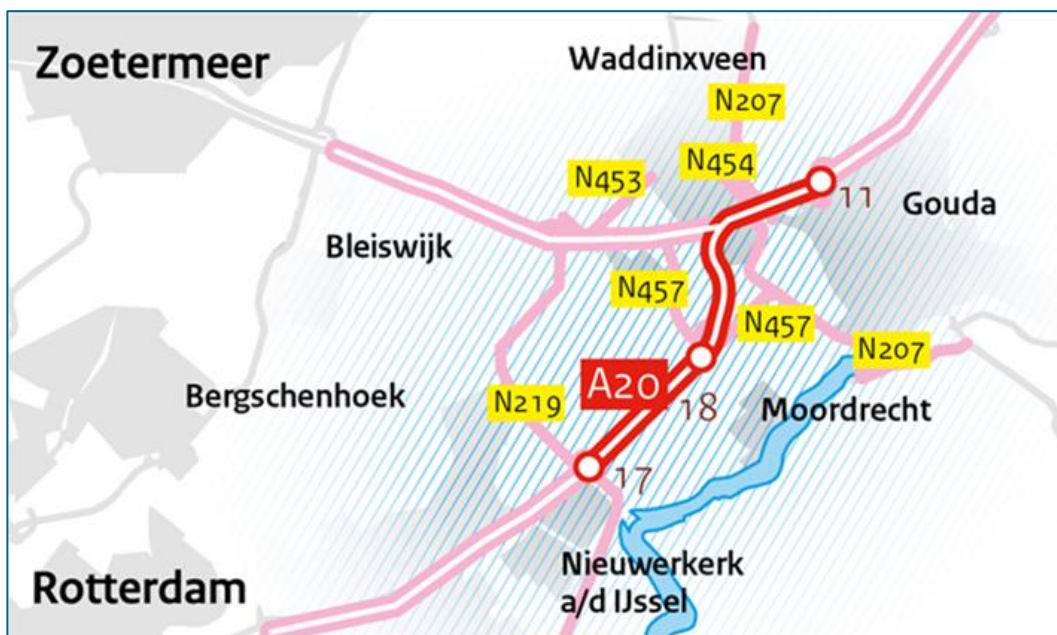 Zoetermeer
Waddinxveen
N207
N453
N454
11
Gouda
Bleiswijk
N457
N457
N207
A20
Bergschenhoek
N219
18
Moordrecht
17
Nieuwerkerk
a/d IJssel
Rotterdam